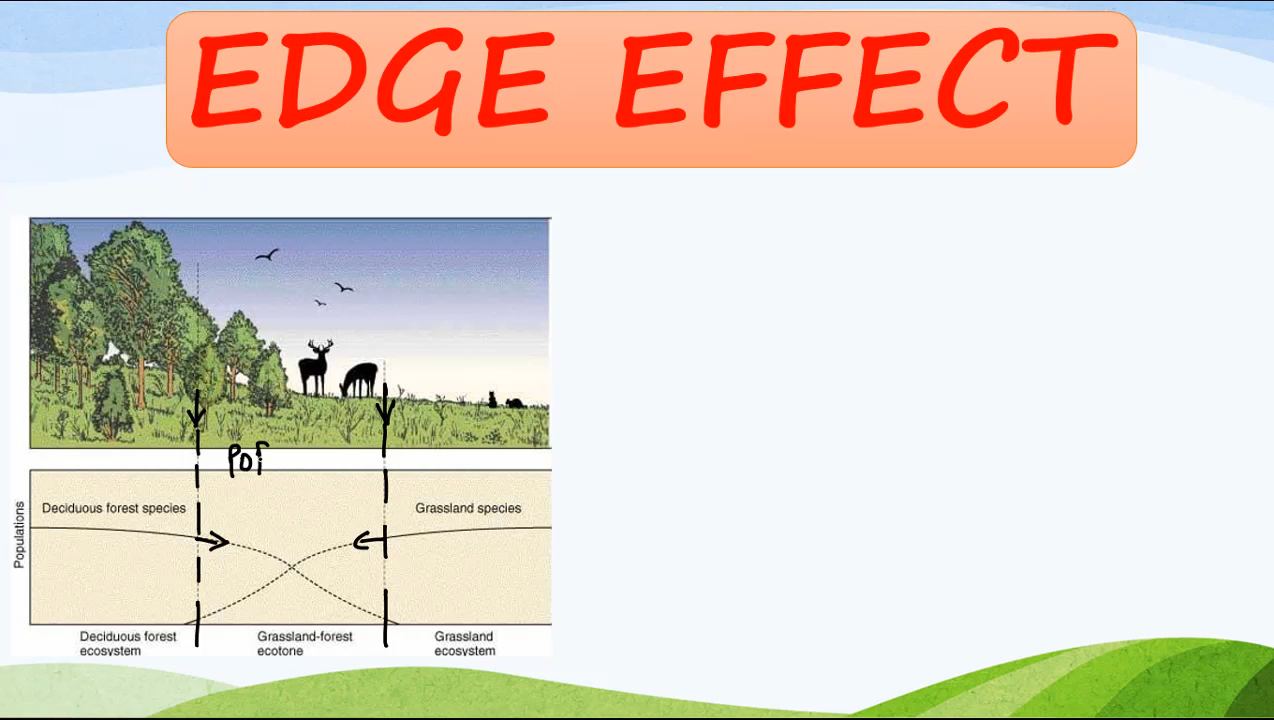 EDGE EFFECT
Populations
Deciduous forest species
Grassland species
Deciduous forest
ecosystem
Grassland-forest
ecotone
Grassland
ecosystem